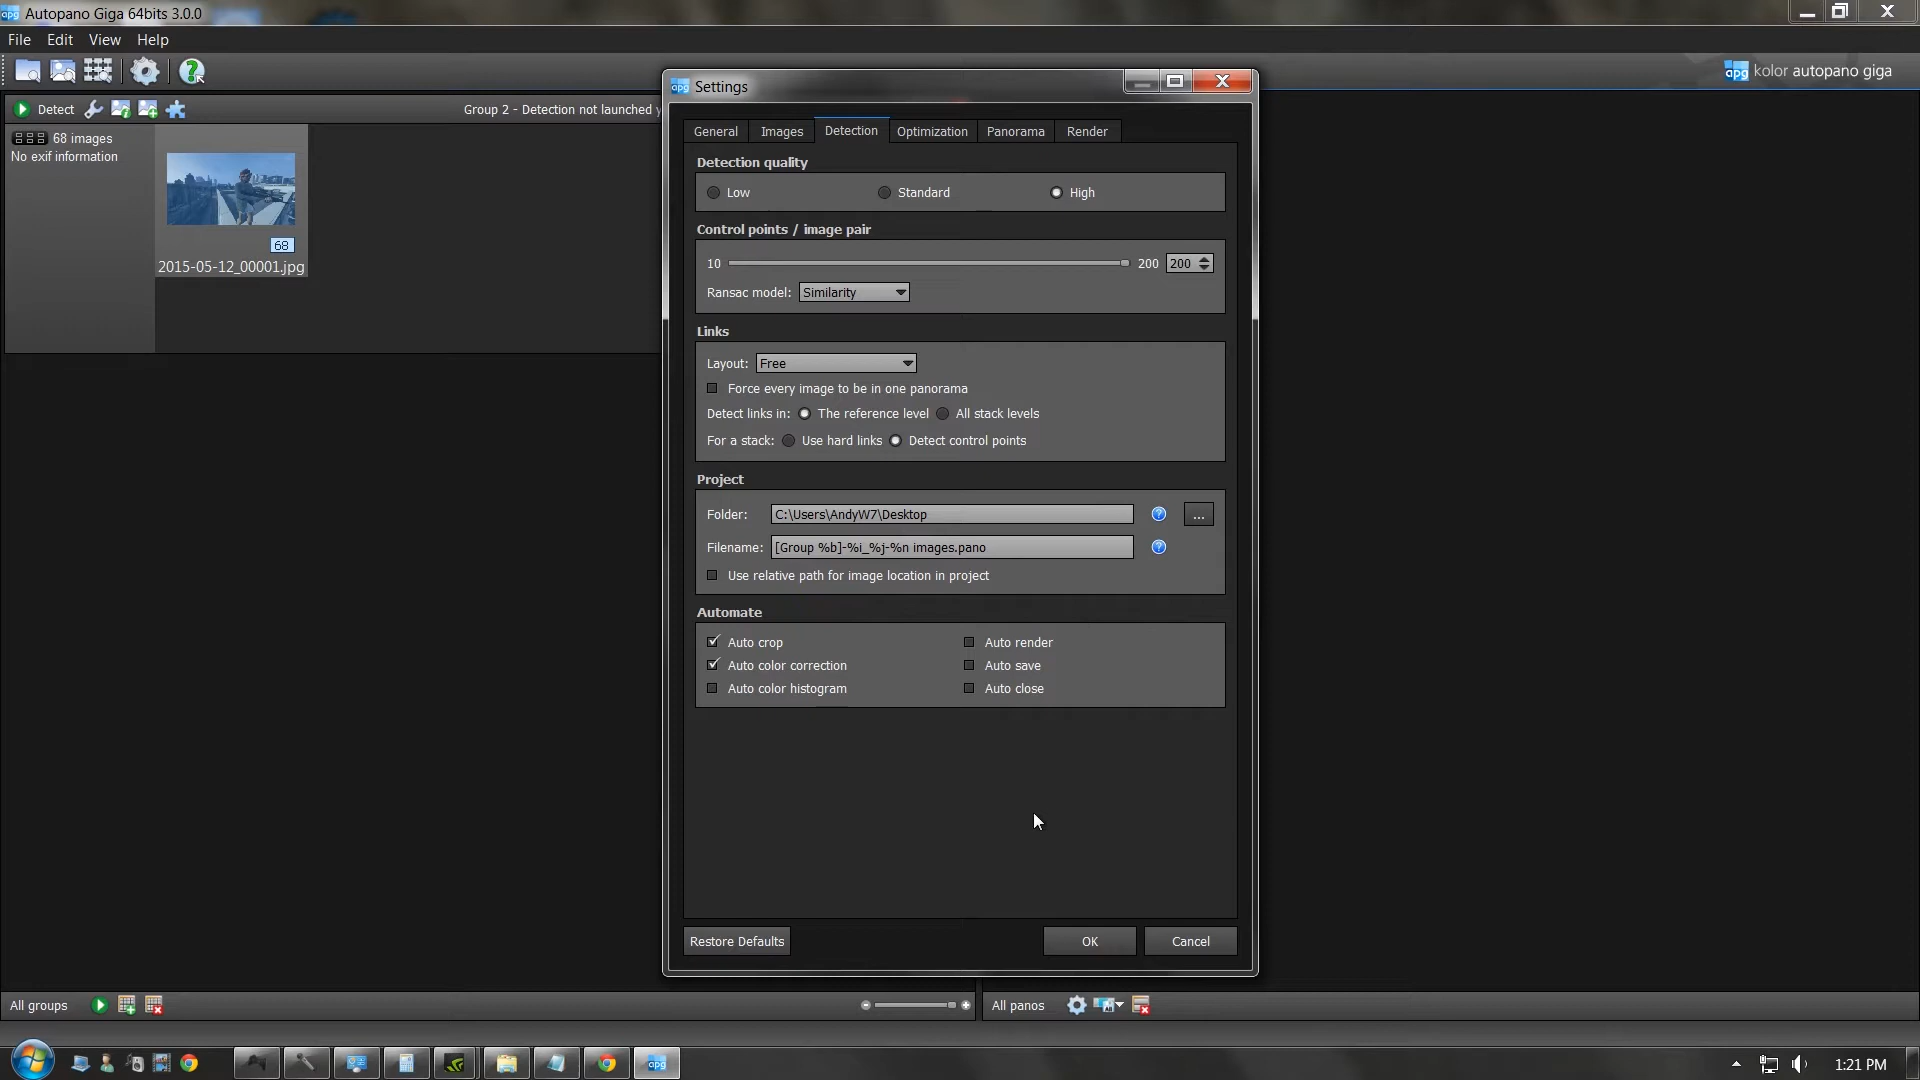 Autopano Giga 64bits 3.0.0
File Edit View Help
kolor autopano giga
Detect
Group 2 - Detection not launched y
68 images
No exif information
68
2015-05-12_00001.jpg
Settings
General Images Detection Optimization Panorama Render
Detection quality
Low Standard High
Control points / image pair
10 200 200
Ransac model: Similarity
Links
Layout: Free
Force every image to be in one panorama
Detect links in: The reference level All stack levels
For a stack: Use hard links Detect control points
Project
Folder: C:\Users\AndyW7\Desktop ...
Filename: [Group %b]-%i_%j-%n images.pano
Use relative path for image location in project
Automate
Auto crop Auto render
Auto color correction Auto save
Auto color histogram Auto close
Restore Defaults OK Cancel
All groups All panos
1:21 PM